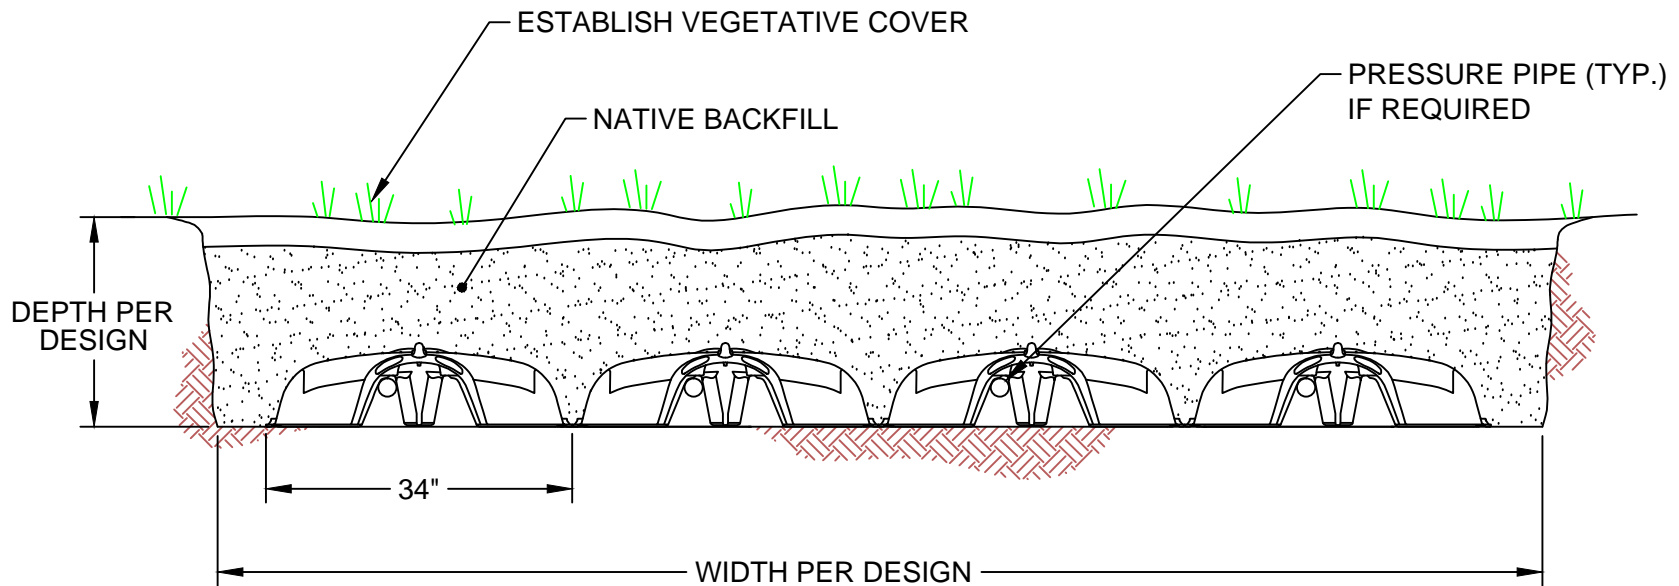 ESTABLISH VEGETATIVE COVER
PRESSURE PIPE (TYP.)
IF REQUIRED
NATIVE BACKFILL
DEPTH PER
DESIGN
34"
WIDTH PER DESIGN